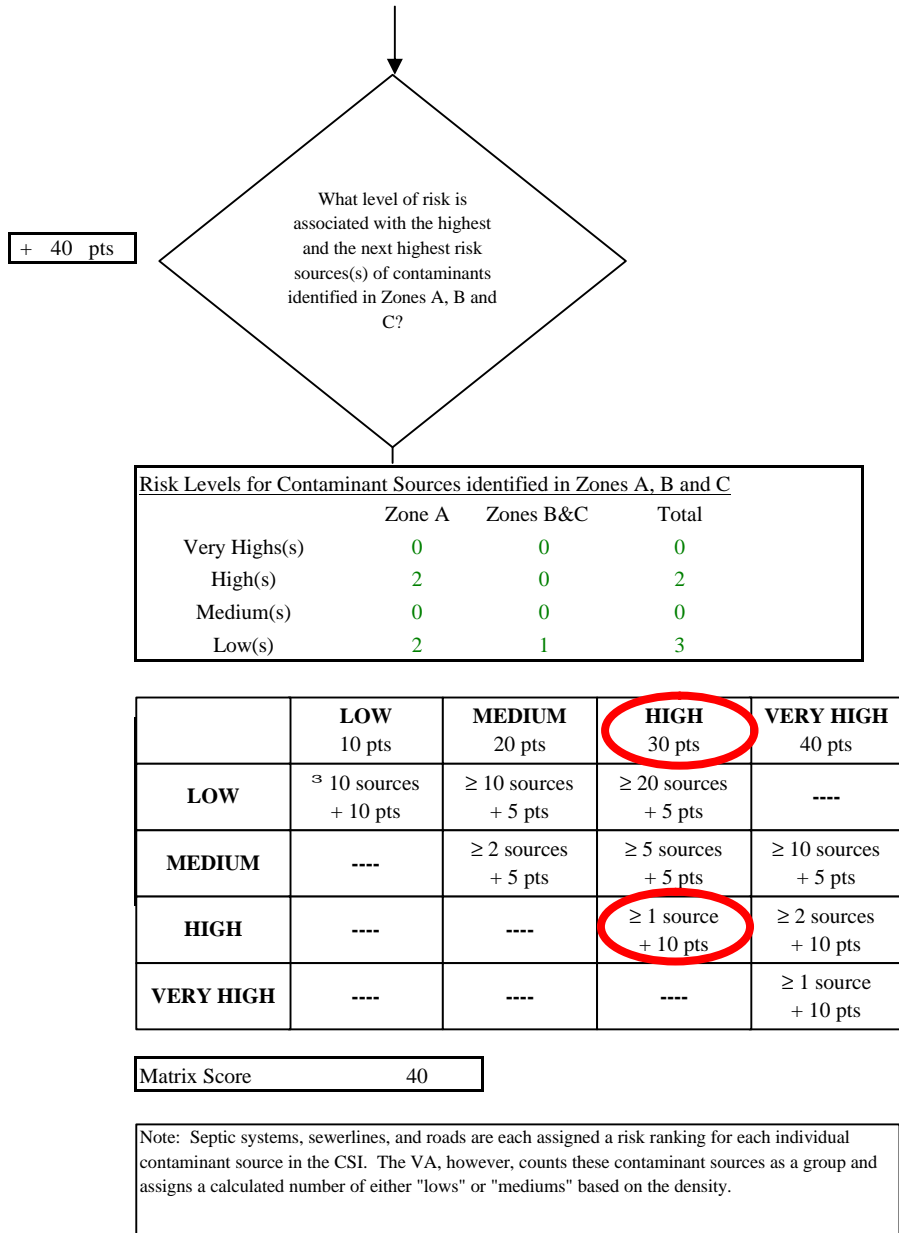 What level of risk is
associated with the highest
and the next highest risk
sources(s) of contaminants
identified in Zones A, B and
C?
+ 40 pts
Risk Levels for Contaminant Sources identified in Zones A, B and C
Zone A Zones B&C Total
Very Highs(s) 0 0 0
High(s) 2 0 2
Medium(s) 0 0 0
Low(s) 2 1 3
LOW MEDIUM HIGH VERY HIGH
10 pts 20 pts 30 pts 40 pts
LOW ³ 10 sources ≥ 10 sources ≥ 20 sources ----
+ 10 pts + 5 pts + 5 pts
MEDIUM ---- ≥ 2 sources ≥ 5 sources ≥ 10 sources
+ 5 pts + 5 pts + 5 pts
HIGH ---- ---- ≥ 1 source ≥ 2 sources
+ 10 pts + 10 pts
VERY HIGH ---- ---- ---- ≥ 1 source
+ 10 pts
Matrix Score 40
Note: Septic systems, sewerlines, and roads are each assigned a risk ranking for each individual
contaminant source in the CSI. The VA, however, counts these contaminant sources as a group and
assigns a calculated number of either "lows" or "mediums" based on the density.